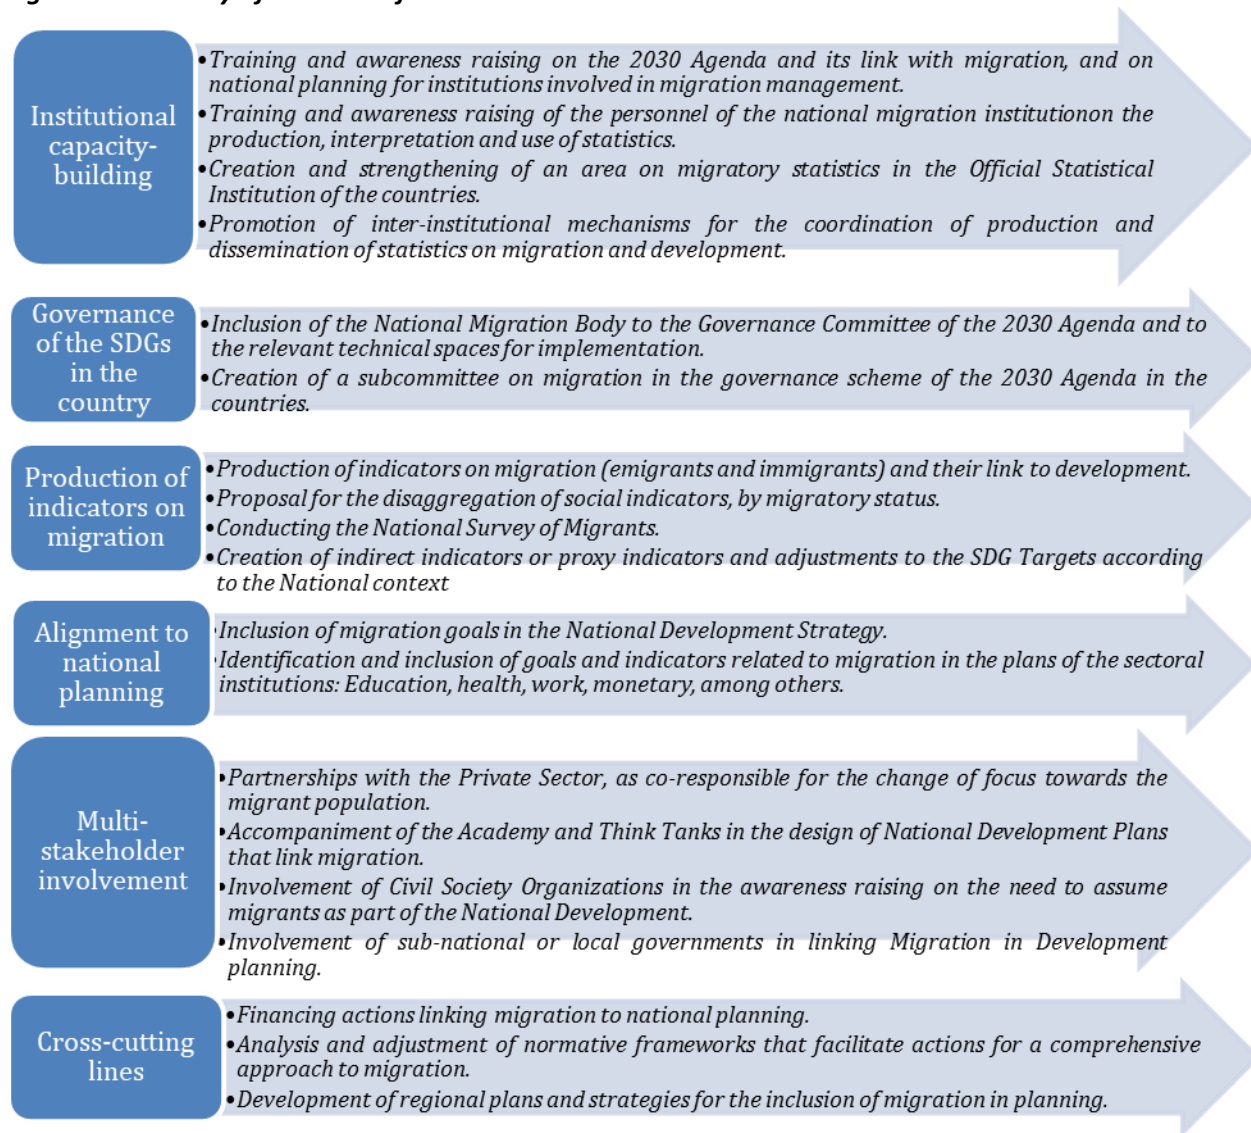 Institutional
capacity-
building
•Training and awareness raising on the 2030 Agenda and its link with migration, and on
national planning for institutions involved in migration management.
•Training and awareness raising of the personnel of the national migration institutionon the
production, interpretation and use of statistics.
•Creation and strengthening of an area on migratory statistics in the Official Statistical
Institution of the countries.
•Promotion of inter-institutional mechanisms for the coordination of production and
dissemination of statistics on migration and development.
Governance
of the SDGs
in the
country
•Inclusion of the National Migration Body to the Governance Committee of the 2030 Agenda and to
the relevant technical spaces for implementation.
•Creation of a subcommittee on migration in the governance scheme of the 2030 Agenda in the
countries.
Production of
indicators on
migration
•Production of indicators on migration (emigrants and immigrants) and their link to development.
•Proposal for the disaggregation of social indicators, by migratory status.
•Conducting the National Survey of Migrants.
•Creation of indirect indicators or proxy indicators and adjustments to the SDG Targets according
to the National context
Alignment to
national
planning
•Inclusion of migration goals in the National Development Strategy.
•Identification and inclusion of goals and indicators related to migration in the plans of the sectoral
institutions: Education, health, work, monetary, among others.
Multi-
stakeholder
involvement
•Partnerships with the Private Sector, as co-responsible for the change of focus towards the
migrant population.
•Accompaniment of the Academy and Think Tanks in the design of National Development Plans
that link migration.
•Involvement of Civil Society Organizations in the awareness raising on the need to assume
migrants as part of the National Development.
•Involvement of sub-national or local governments in linking Migration in Development
planning.
Cross-cutting
lines
•Financing actions linking migration to national planning.
•Analysis and adjustment of normative frameworks that facilitate actions for a comprehensive
approach to migration.
•Development of regional plans and strategies for the inclusion of migration in planning.